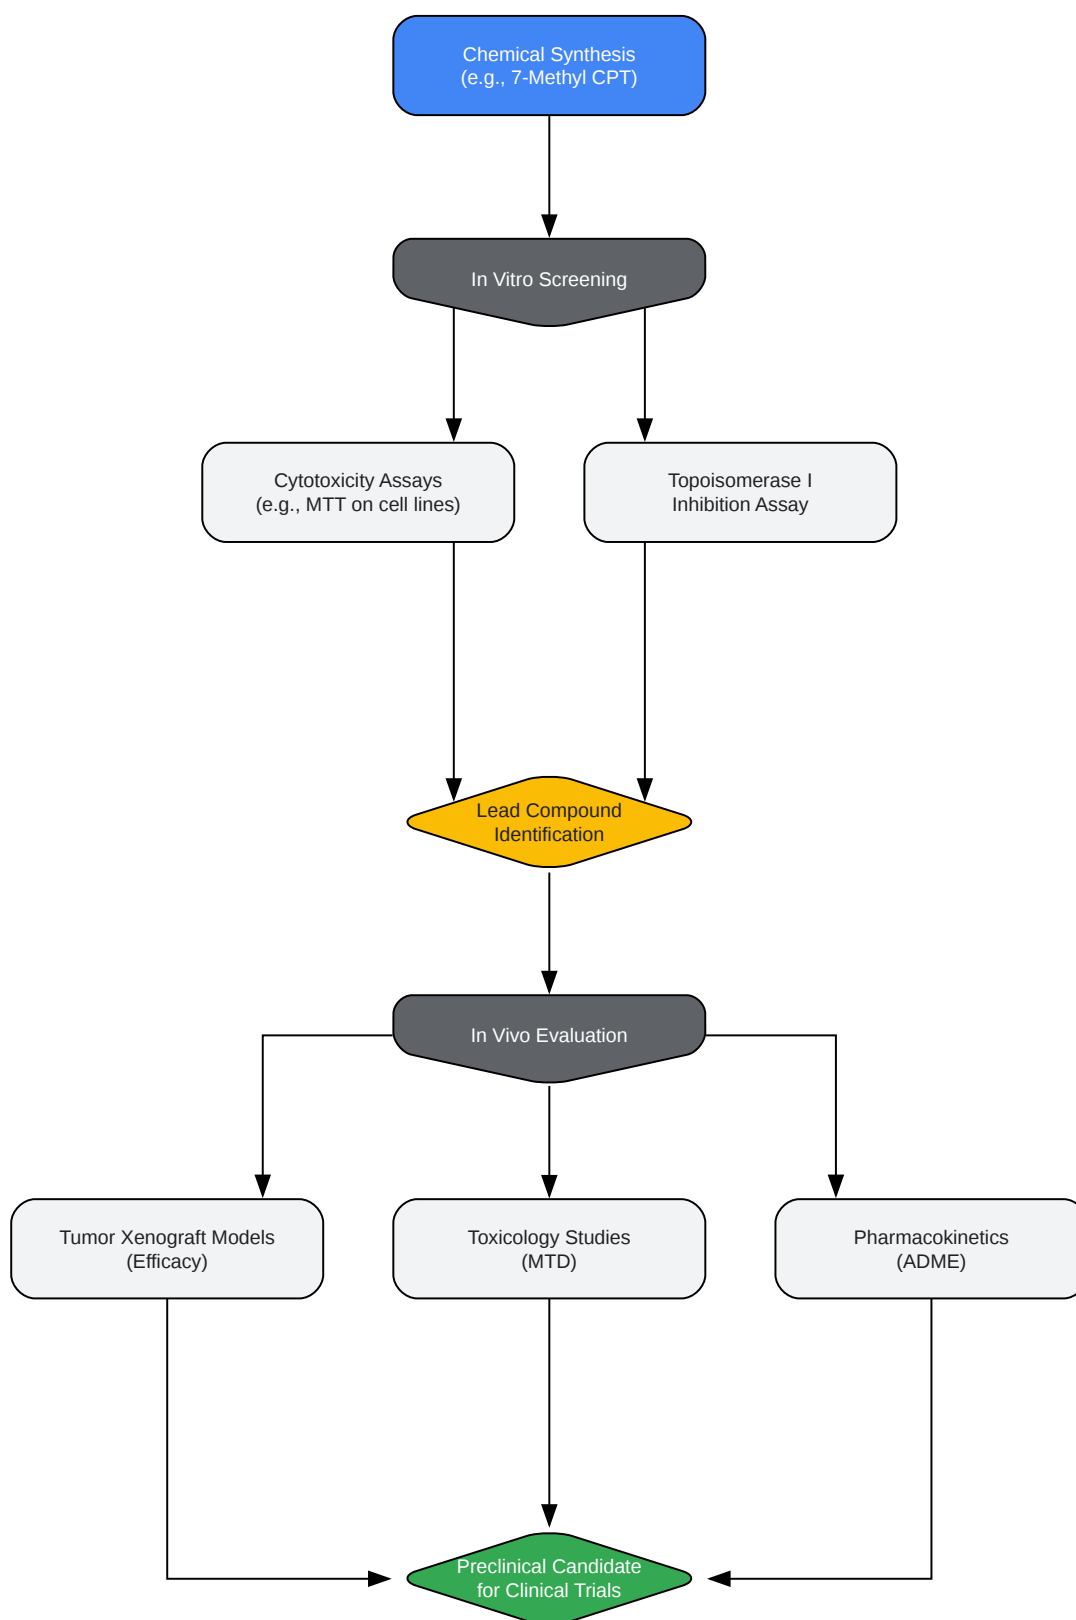 Chemical Synthesis
(e.g., 7-Methyl CPT)
In Vitro Screening
Cytotoxicity Assays
(e.g., MTT on cell lines)
Topoisomerase I
Inhibition Assay
Lead Compound
Identification
In Vivo Evaluation
Tumor Xenograft Models
(Efficacy)
Toxicology Studies
(MTD)
Pharmacokinetics
(ADME)
Preclinical Candidate
for Clinical Trials